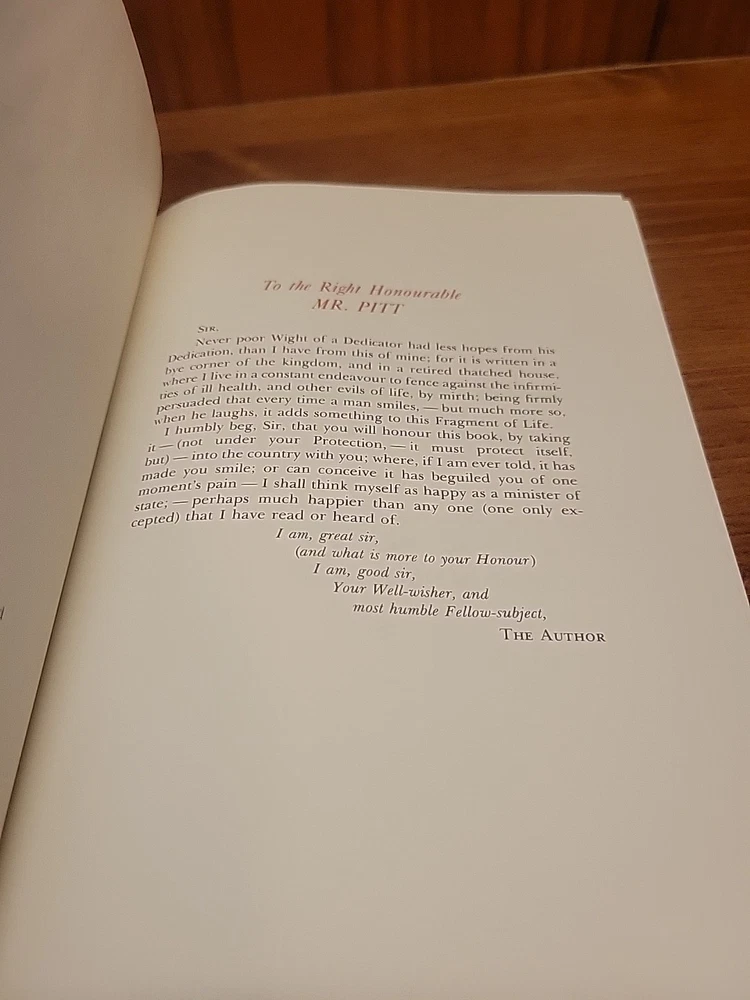 To the Right Honourable
MR. PITT
SIR.
Never poor Wight of a Dedicator had less hopes from his
Dedication, than I have from this of mine; for it is written in a
bye corner of the kingdom, and in a retired thatched house,
where I live in a constant endeavour to fence against the infirmi-
ties of ill health, and other evils of life, by mirth; being firmly
persuaded that every time a man smiles, — but much more so,
when he laughs, it adds something to this Fragment of Life.
I humbly beg, Sir, that you will honour this book, by taking
it — (not under your Protection, — it must protect itself,
but) — into the country with you; where, if I am ever told, it has
made you smile; or can conceive it has beguiled you of one
moment's pain — I shall think myself as happy as a minister of
state; — perhaps much happier than any one (one only ex-
cepted) that I have read or heard of.
I am, great sir,
(and what is more to your Honour)
I am, good sir,
Your Well-wisher, and
most humble Fellow-subject,
THE AUTHOR